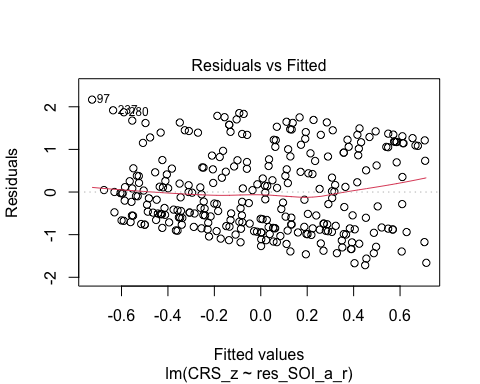 Residuals vs Fitted
97
237
280
2
1
0
-1
-2
Residuals
-0.6 -0.4 -0.2 0.0 0.2 0.4 0.6
Fitted values
lm(CRS_z ~ res_SOI_a_r)